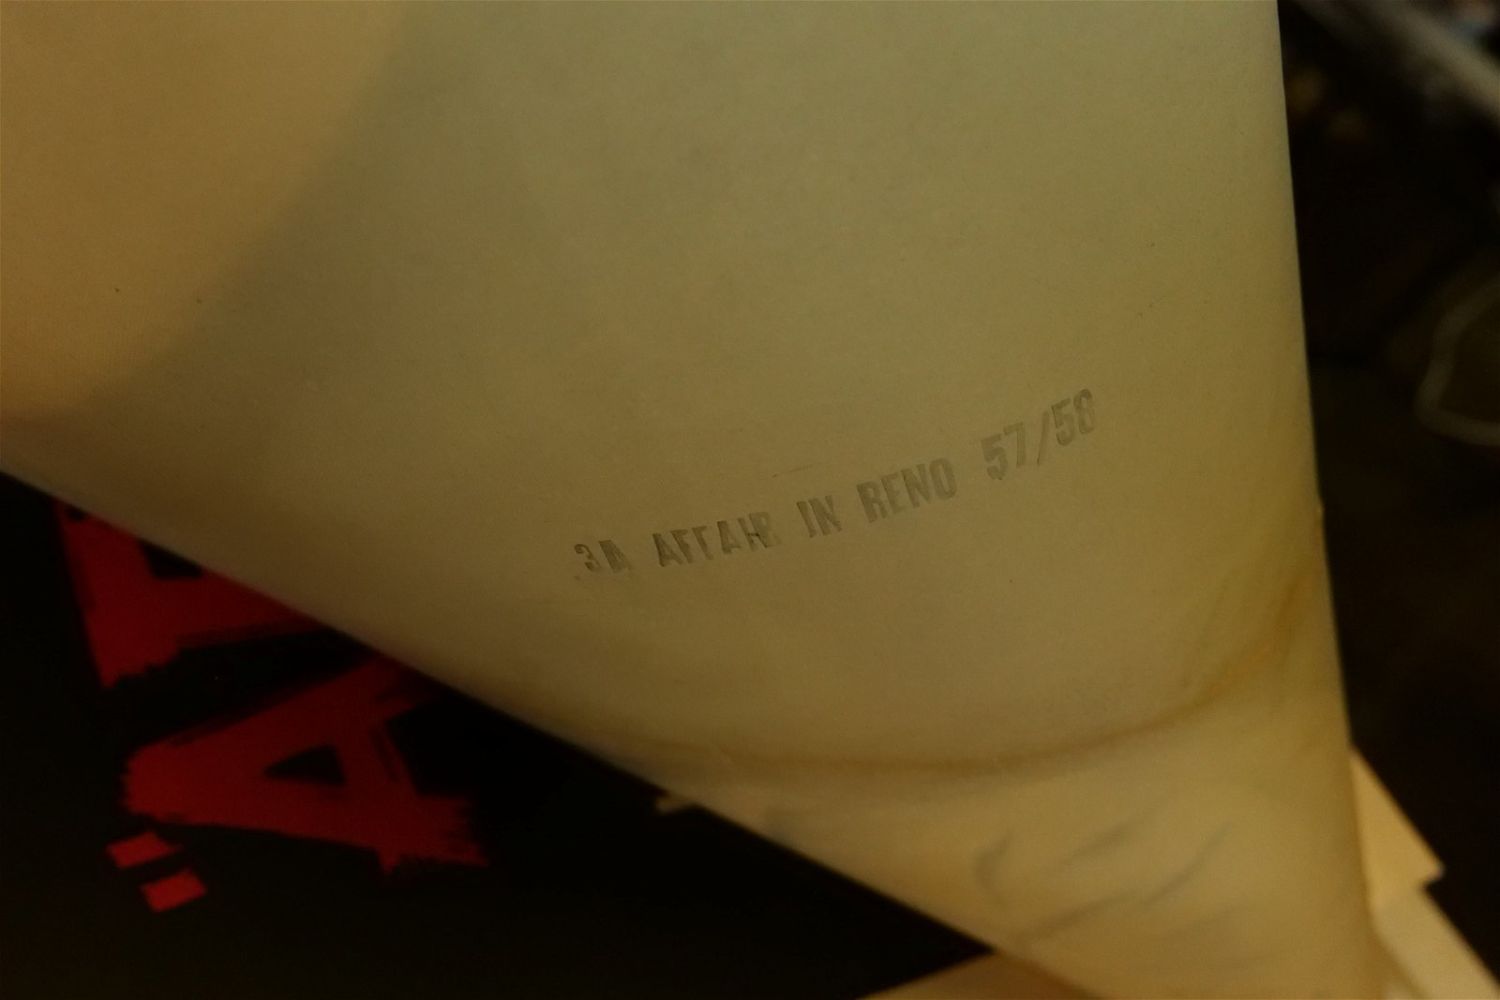 3A AFFAIR IN RENO 57/58